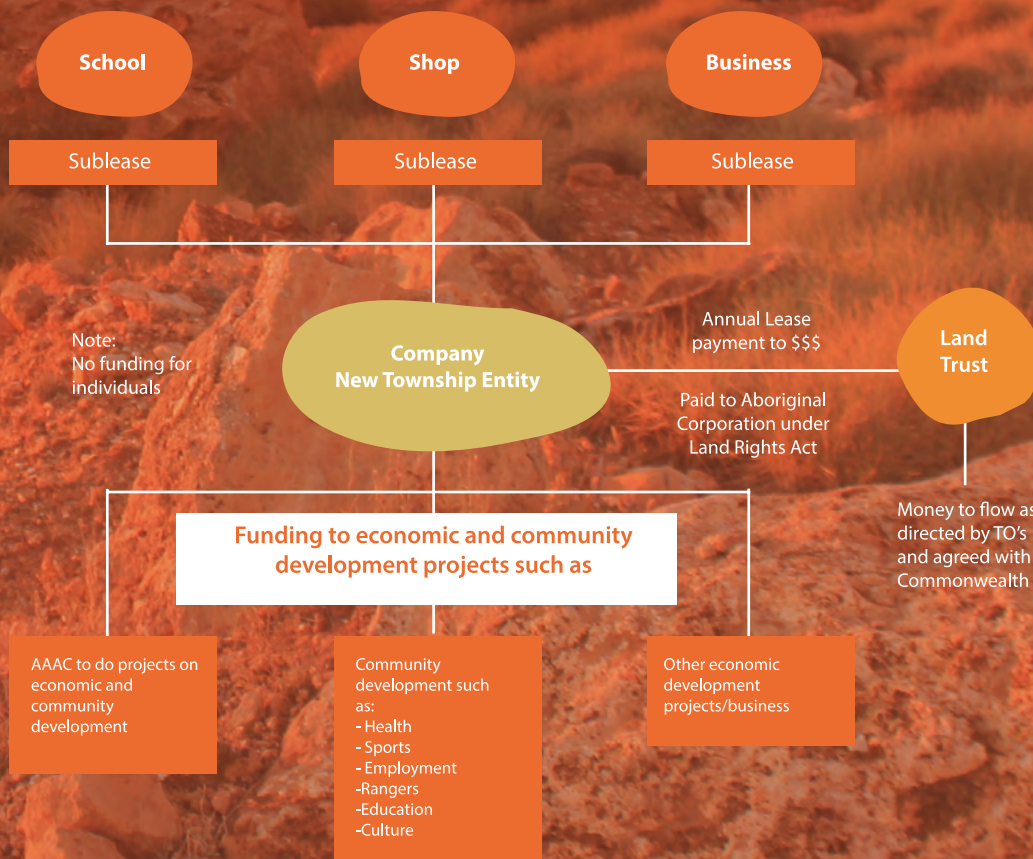 School
Shop
Business
Sublease
Sublease
Sublease
Note:
No funding for
individuals
Company
New Township Entity
Annual Lease
payment to $$$
Paid to Aboriginal
Corporation under
Land Rights Act
Land
Trust
Money to flow as
directed by TO's
and agreed with
Commonwealth
Funding to economic and community
development projects such as
AAAC to do projects on
economic and
community
development
Community
development such
as:
- Health
- Sports
- Employment
-Rangers
-Education
-Culture
Other economic
development
projects/business